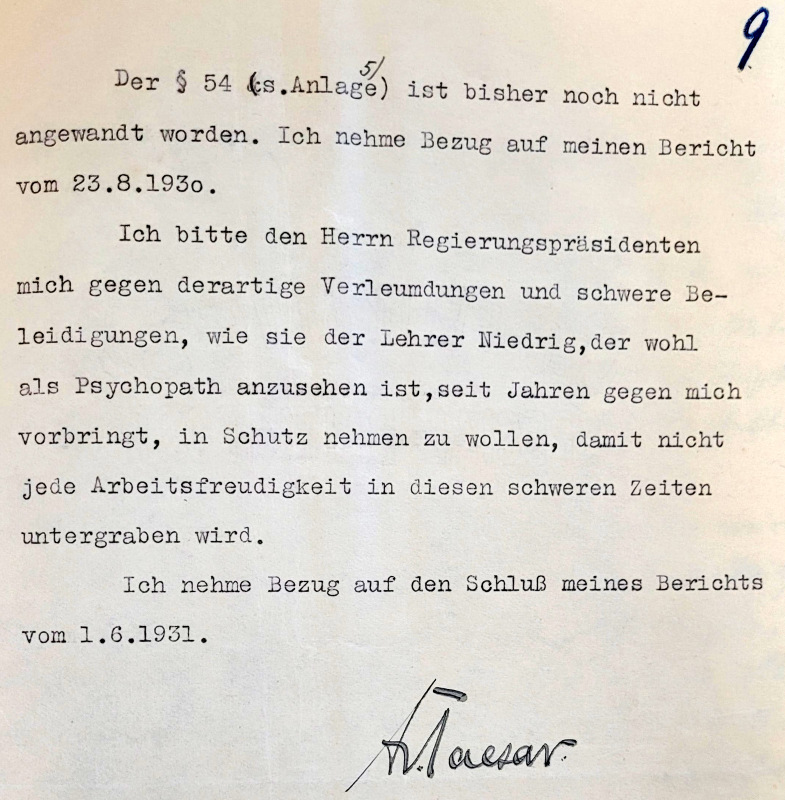 9
Der § 54 (s.Anlage 5/) ist bisher noch nicht
angewandt worden. Ich nehme Bezug auf meinen Bericht
vom 23.8.193o.
Ich bitte den Herrn Regierungspräsidenten
mich gegen derartige Verleumdungen und schwere Be-
leidigungen, wie sie der Lehrer Niedrig,der wohl
als Psychopath anzusehen ist,seit Jahren gegen mich
vorbringt, in Schutz nehmen zu wollen, damit nicht
jede Arbeitsfreudigkeit in diesen schweren Zeiten
untergraben wird.
Ich nehme Bezug auf den Schluß meines Berichts
vom 1.6.1931.